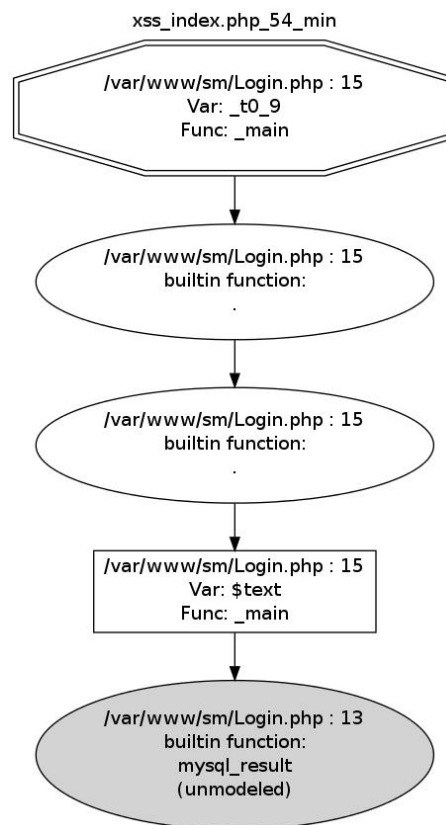 xss_index.php_54_min
/var/www/sm/Login.php : 15
Var: _t0_9
Func: _main
/var/www/sm/Login.php : 15
builtin function:
.
/var/www/sm/Login.php : 15
builtin function:
.
/var/www/sm/Login.php : 15
Var: $text
Func: _main
/var/www/sm/Login.php : 13
builtin function:
mysql_result
(unmodeled)